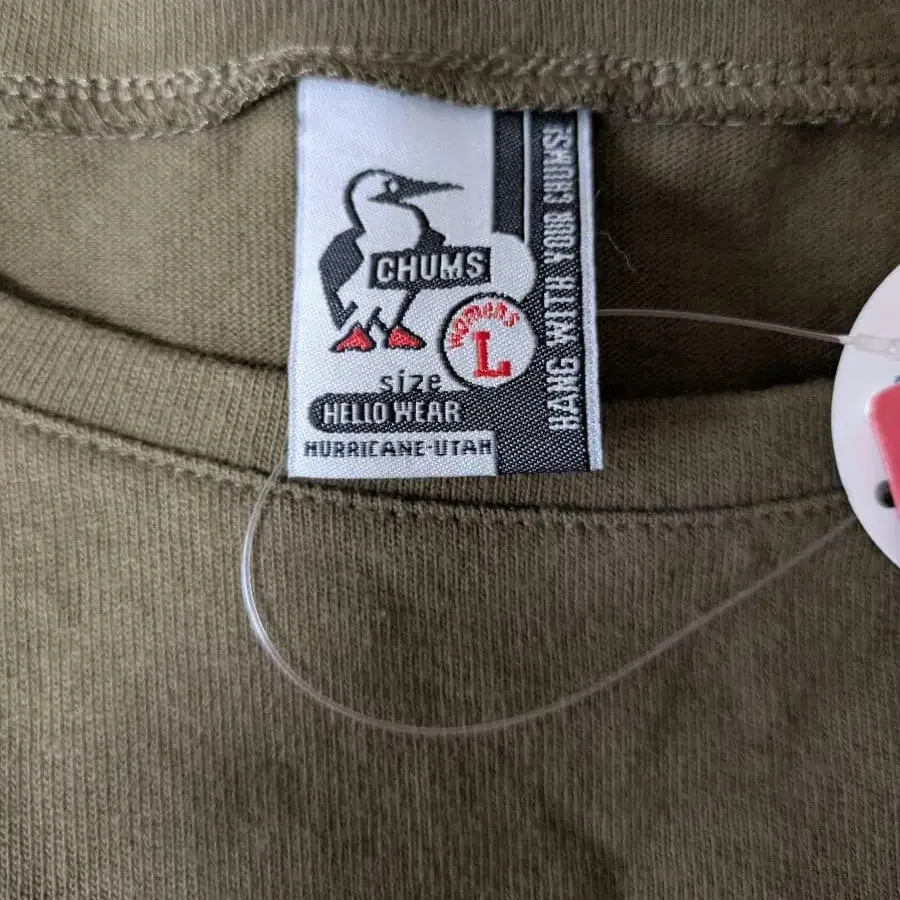 CHUMS
womens
L
size
HELLO WEAR
HURRICANE-UTAH
HANG WITH YOUR CHUMS!